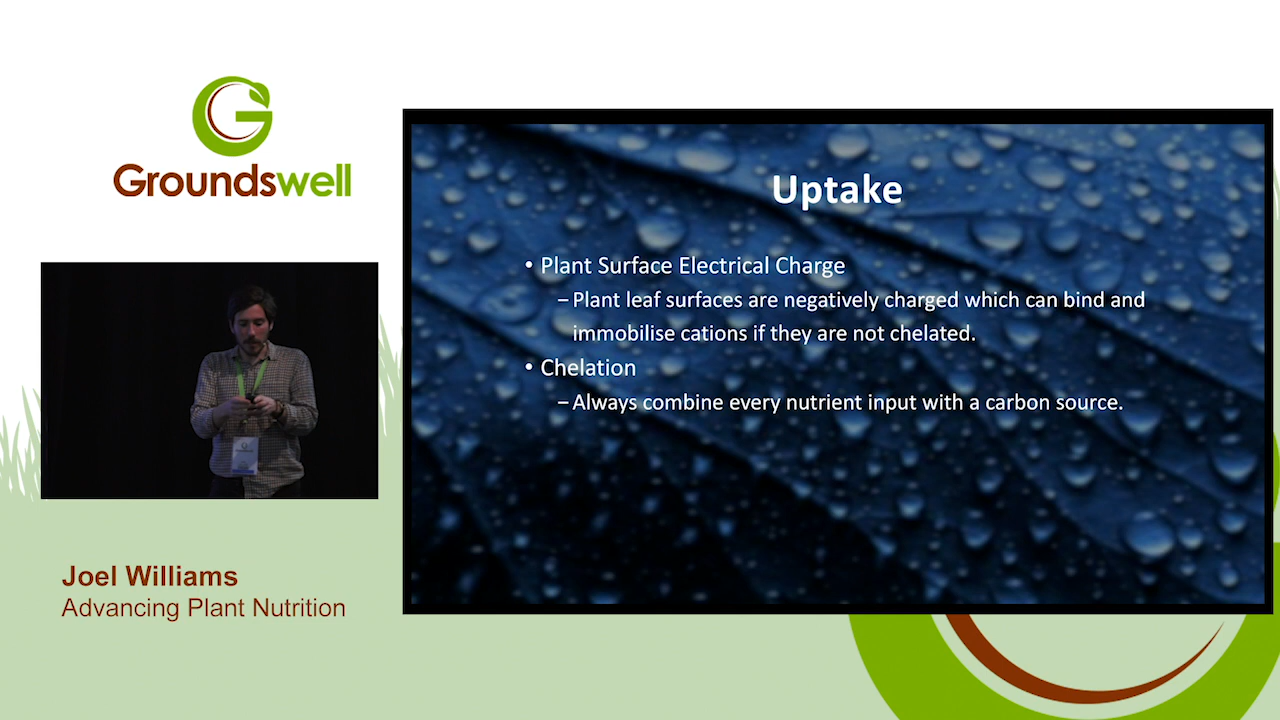 Groundswell
Uptake
• Plant Surface Electrical Charge
– Plant leaf surfaces are negatively charged which can bind and
immobilise cations if they are not chelated.
• Chelation
– Always combine every nutrient input with a carbon source.
Joel Williams
Advancing Plant Nutrition